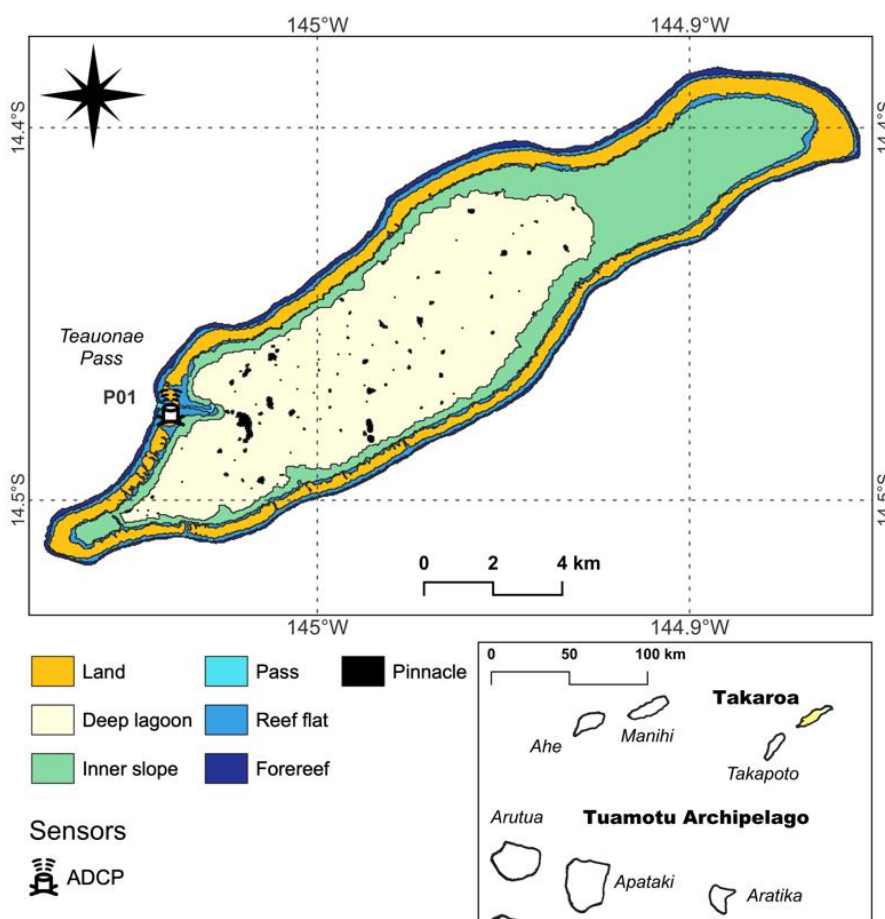 145°W 144.9°W
14.4°S 14.4°S
Teauonae
Pass
P01
14.5°S 14.5°S
0 2 4 km
145°W 144.9°W
Land
Pass
Pinnacle
Deep lagoon
Reef flat
Inner slope
Forereef
Sensors
ADCP
0 50 100 km
Takaroa
Ahe
Manihi
Takapoto
Arutua
Tuamotu Archipelago
Apataki
Aratika